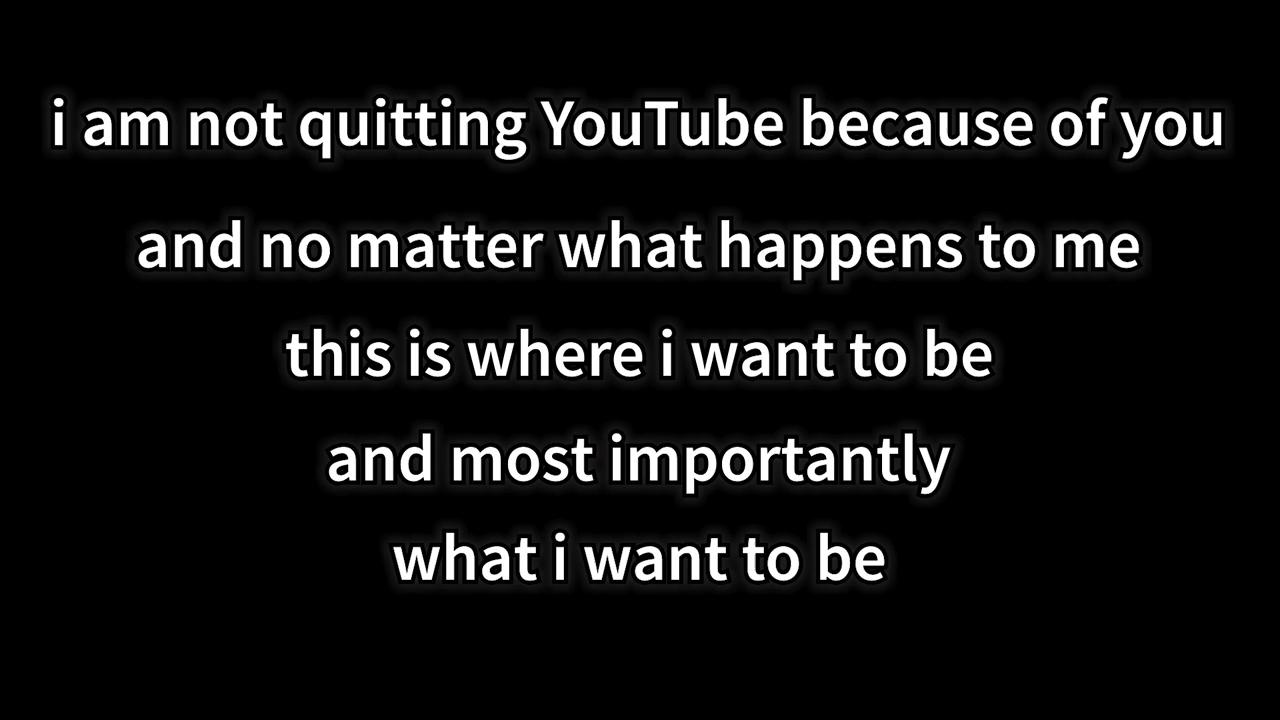 i am not quitting YouTube because of you
and no matter what happens to me
this is where i want to be
and most importantly
what i want to be